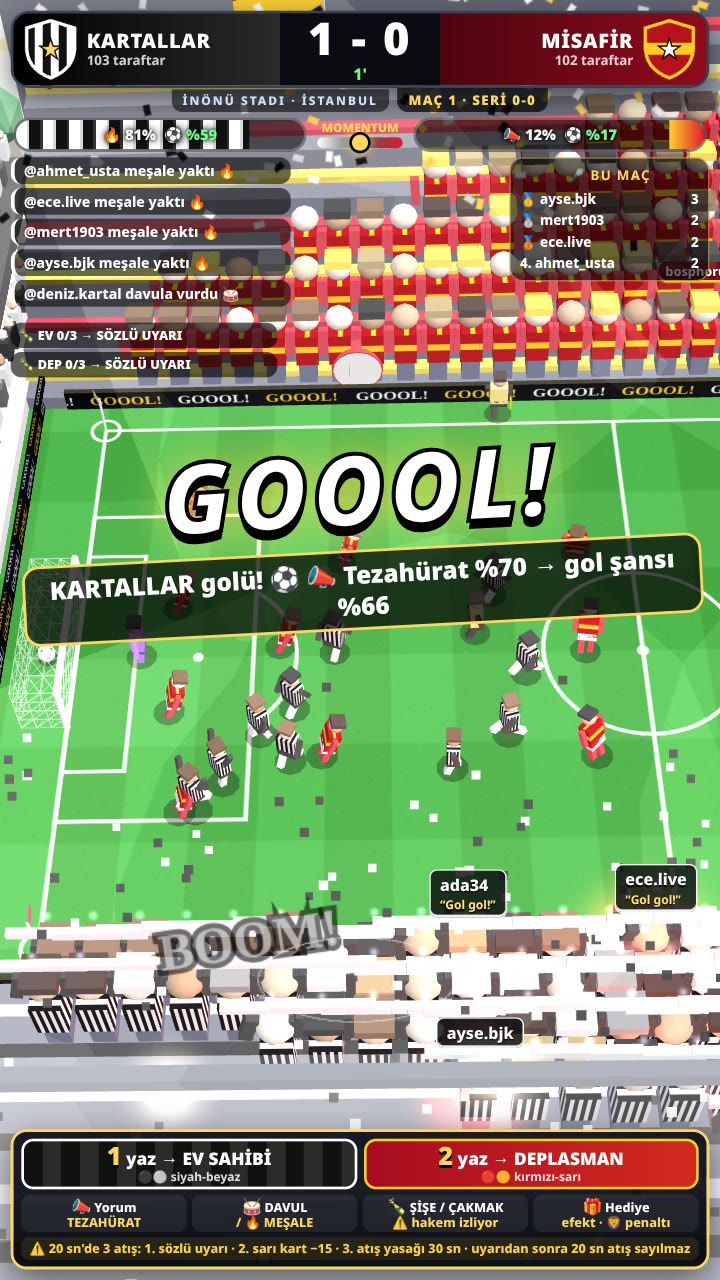 KARTALLAR
103 taraftar
1 - 0
1'
MİSAFİR
102 taraftar
İNÖNÜ STADI · İSTANBUL
MAÇ 1 · SERİ 0-0
🔥 81% ⚽ %59
MOMENTUM
📣 12% ⚽ %17
@ahmet_usta meşale yaktı 🔥
@ece.live meşale yaktı 🔥
@mert1903 meşale yaktı 🔥
@ayse.bjk meşale yaktı 🔥
@deniz.kartal davula vurdu 🥁
EV 0/3 → SÖZLÜ UYARI
DEP 0/3 → SÖZLÜ UYARI
BU MAÇ
🥇 ayse.bjk 3
🥈 mert1903 2
🥉 ece.live 2
4. ahmet_usta 2
GOOOL! GOOOL! GOOOL! GOOOL! GOOOL! GOOOL!
GOOOL!
KARTALLAR golü! ⚽ 📣 Tezahürat %70 → gol şansı
%66
ada34
“Gol gol!”
ece.live
“Gol gol!”
BOOM!
ayse.bjk
1 yaz → EV SAHİBİ
siyah-beyaz
2 yaz → DEPLASMAN
kırmızı-sarı
📣 Yorum
TEZAHÜRAT
🥁 DAVUL
/ 🔥 MEŞALE
🍾 ŞİŞE / ÇAKMAK
⚠️ hakem izliyor
🎁 Hediye
efekt · 🦁 penaltı
⚠️ 20 sn'de 3 atış: 1. sözlü uyarı · 2. sarı kart −15 · 3. atış yasağı 30 sn · uyarıdan sonra 20 sn atış sayılmaz